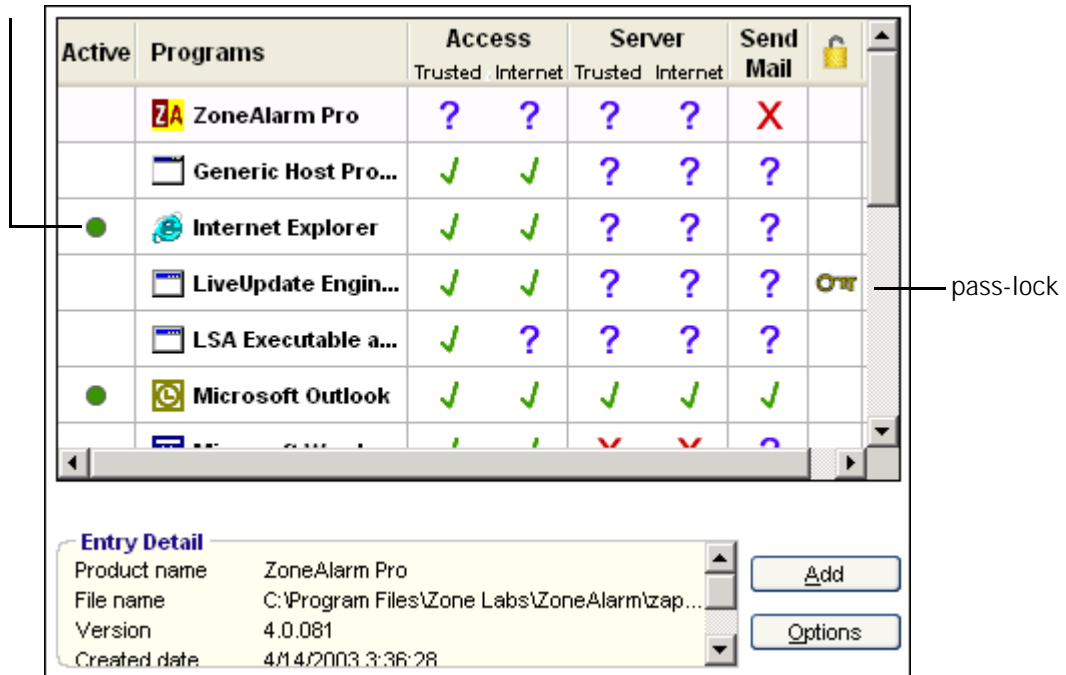 Active Programs Access Server Send Mail
Trusted Internet Trusted Internet
ZA ZoneAlarm Pro ? ? ? ? X
Generic Host Pro... √ √ ? ? ?
Internet Explorer √ √ ? ? ?
LiveUpdate Engin... √ √ ? ? ?
pass-lock
LSA Executable a... √ ? ? ? ?
Microsoft Outlook √ √ √ √ √
Entry Detail
Product name ZoneAlarm Pro
File name C:\Program Files\Zone Labs\ZoneAlarm\zap...
Version 4.0.081
Created date 4/14/2003 3:36:28
Add
Options